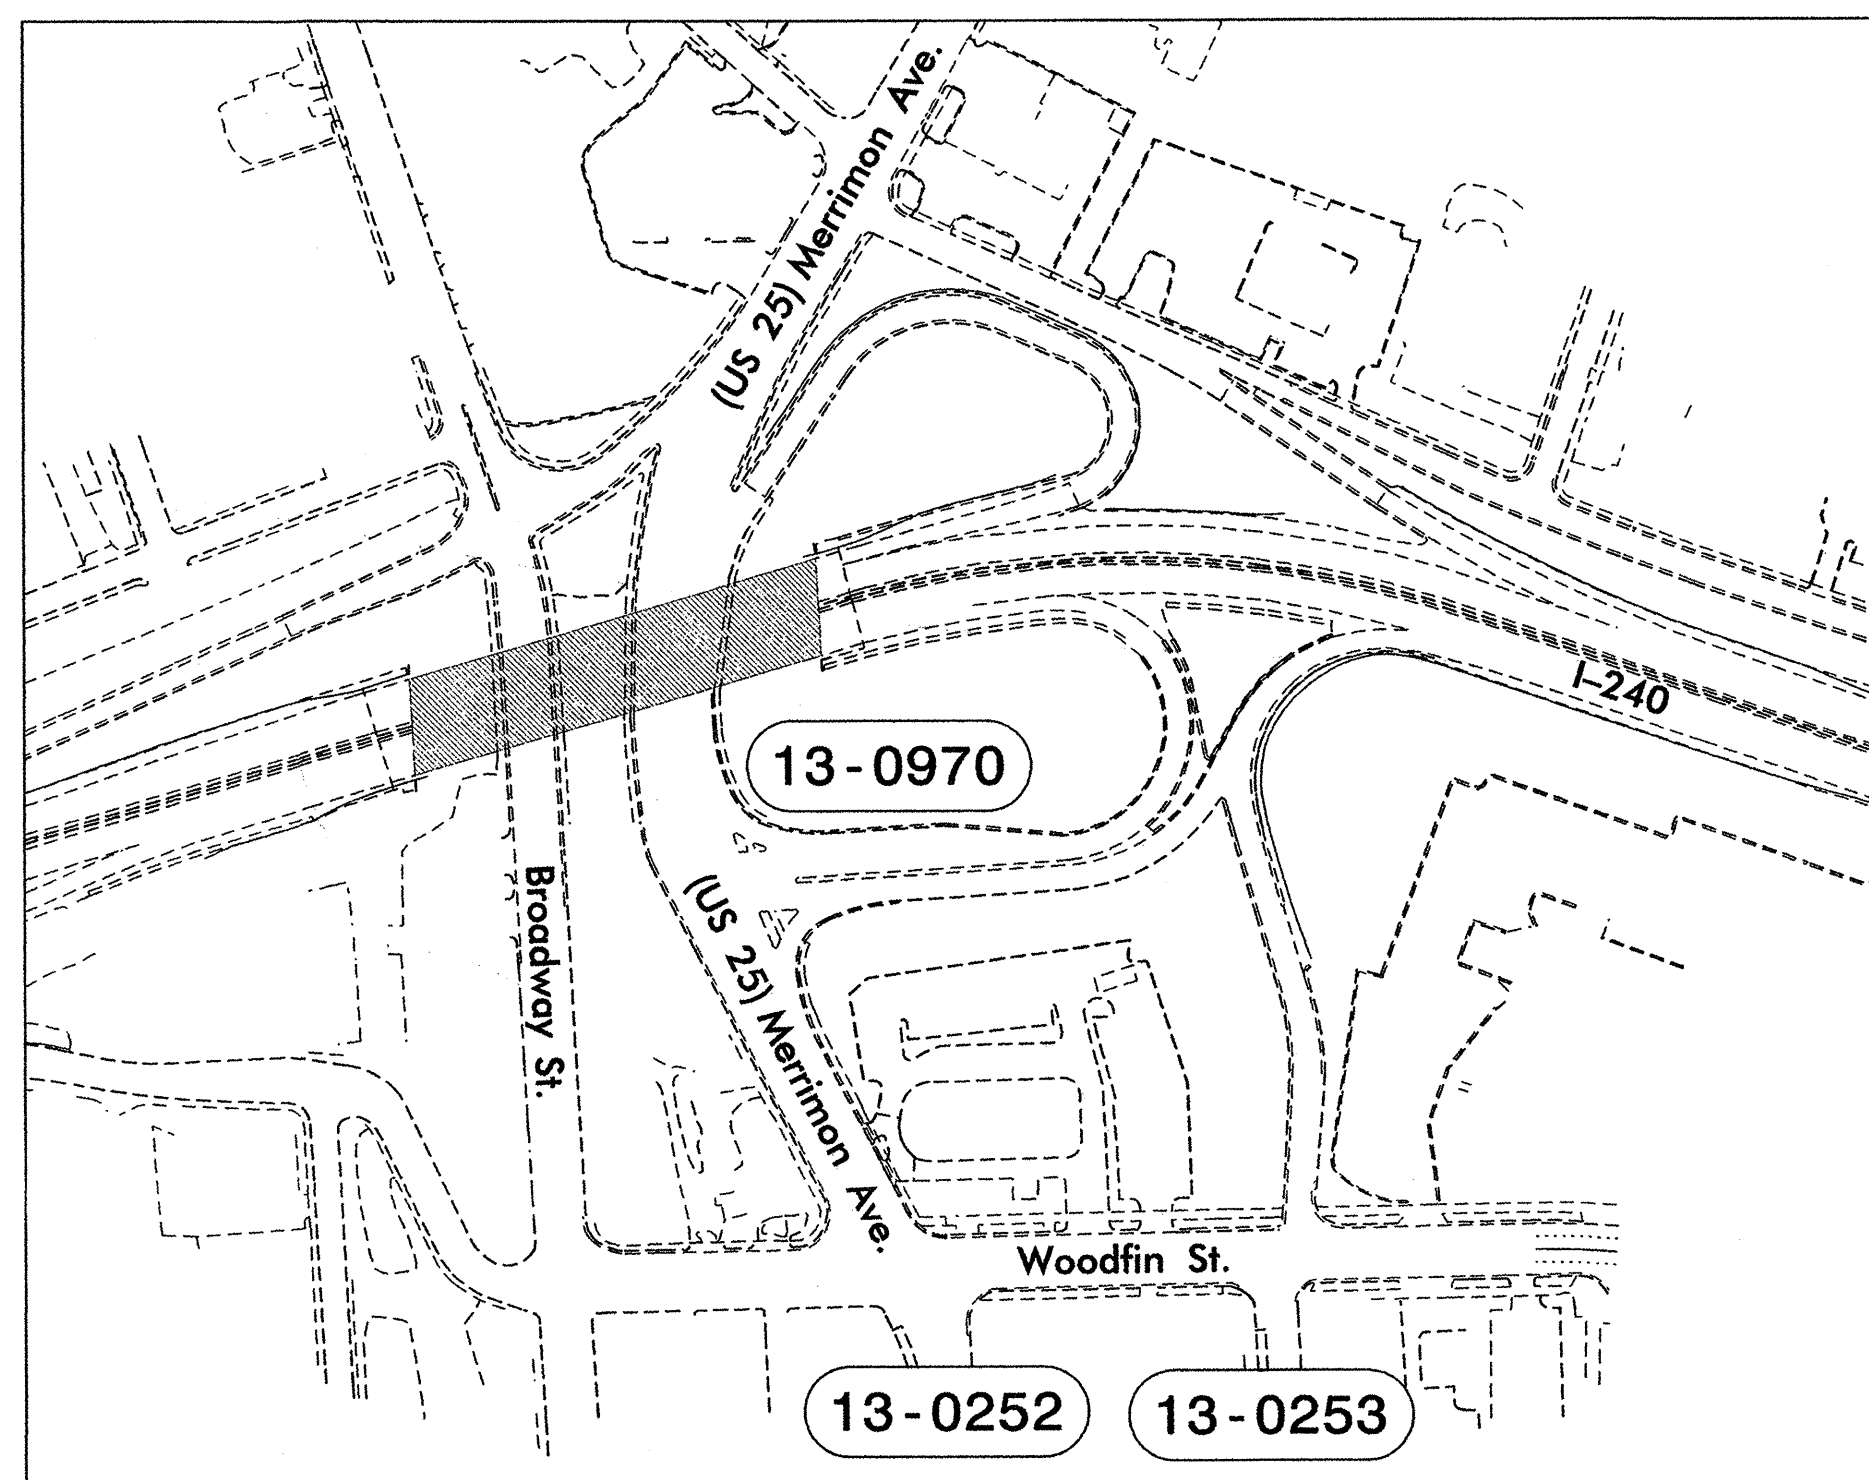 (US 25) Merrimon Ave.
I-240
13-0970
Broadway St.
(US 25) Merrimon Ave.
Woodfin St.
13-0252
13-0253